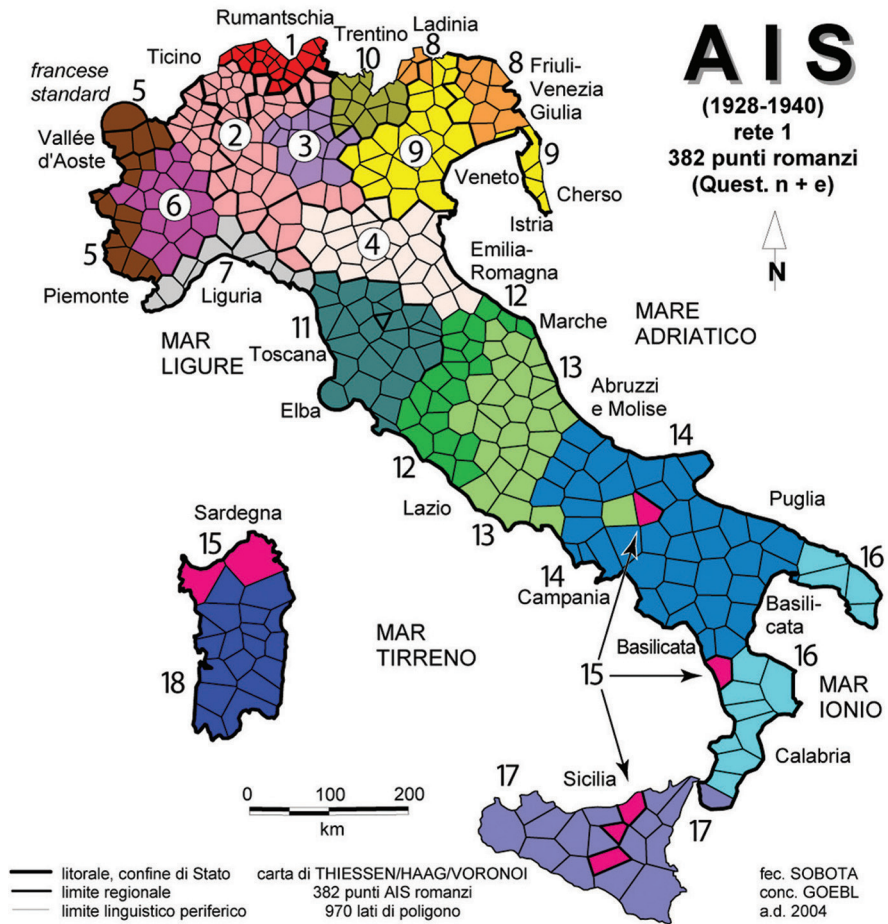 Rumantschia
1
Trentino
10
Ladinia
8
8
Friuli-
Venezia
Giulia
Ticino
francese
standard
5
Vallée
d'Aoste
2
3
9
9
Veneto
Cherso
Istria
6
5
Piemonte
7
Liguria
4
Emilia-
Romagna
AIS
(1928-1940)
rete 1
382 punti romanzi
(Quest. n + e)
N
MAR
LIGURE
11
Toscana
Elba
12
Marche
MARE
ADRIATICO
13
Abruzzi
e Molise
14
12
Lazio
13
Puglia
16
14
Campania
Basili-
cata
Basilicata
15
16
MAR
IONIO
Calabria
Sardegna
15
18
MAR
TIRRENO
17
Sicilia
17
0 100 200
km
litorale, confine di Stato
limite regionale
limite linguistico periferico
carta di THIESSEN/HAAG/VORONOI
382 punti AIS romanzi
970 lati di poligono
fec. SOBOTA
conc. GOEBL
a.d. 2004